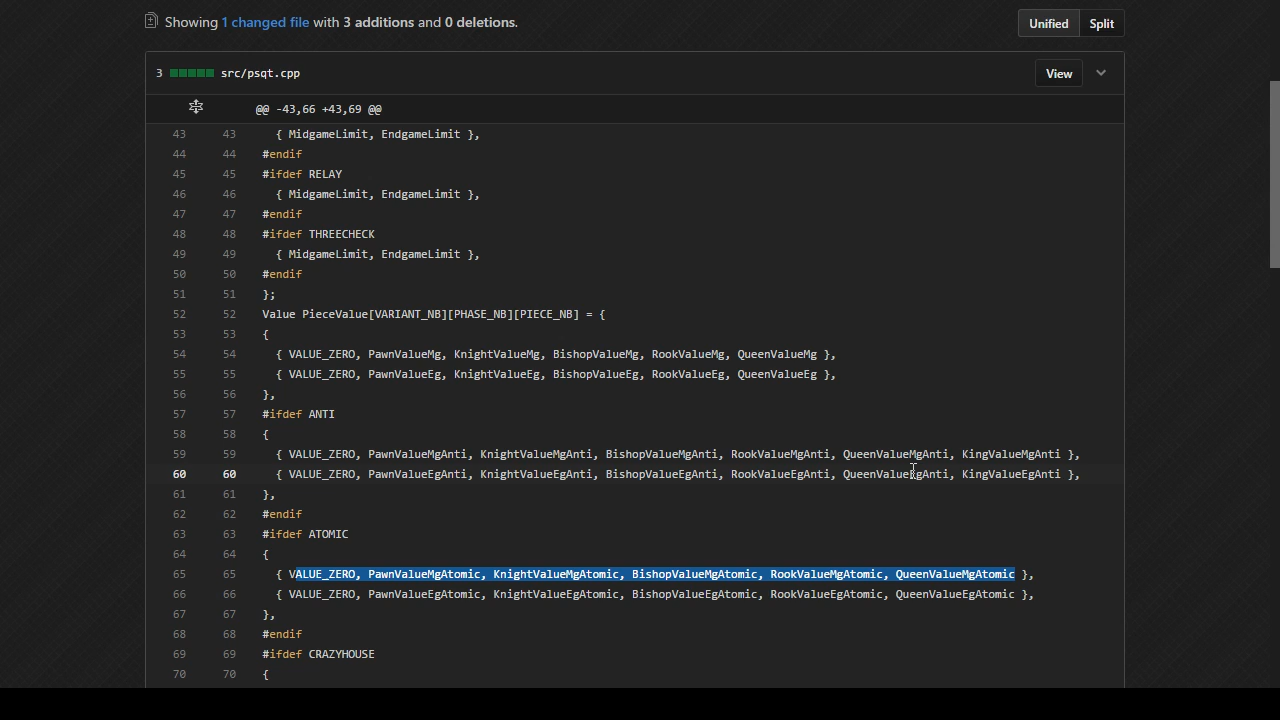 Showing 1 changed file with 3 additions and 0 deletions.
Unified Split
3 src/psqt.cpp View
@@ -43,66 +43,69 @@
43 43 { MidgameLimit, EndgameLimit },
44 44 #endif
45 45 #ifdef RELAY
46 46 { MidgameLimit, EndgameLimit },
47 47 #endif
48 48 #ifdef THREECHECK
49 49 { MidgameLimit, EndgameLimit },
50 50 #endif
51 51 };
52 52 Value PieceValue[VARIANT_NB][PHASE_NB][PIECE_NB] = {
53 53 {
54 54 { VALUE_ZERO, PawnValueMg, KnightValueMg, BishopValueMg, RookValueMg, QueenValueMg },
55 55 { VALUE_ZERO, PawnValueEg, KnightValueEg, BishopValueEg, RookValueEg, QueenValueEg },
56 56 },
57 57 #ifdef ANTI
58 58 {
59 59 { VALUE_ZERO, PawnValueMgAnti, KnightValueMgAnti, BishopValueMgAnti, RookValueMgAnti, QueenValueMgAnti, KingValueMgAnti },
60 60 { VALUE_ZERO, PawnValueEgAnti, KnightValueEgAnti, BishopValueEgAnti, RookValueEgAnti, QueenValueEgAnti, KingValueEgAnti },
61 61 },
62 62 #endif
63 63 #ifdef ATOMIC
64 64 {
65 65 { VALUE_ZERO, PawnValueMgAtomic, KnightValueMgAtomic, BishopValueMgAtomic, RookValueMgAtomic, QueenValueMgAtomic },
66 66 { VALUE_ZERO, PawnValueEgAtomic, KnightValueEgAtomic, BishopValueEgAtomic, RookValueEgAtomic, QueenValueEgAtomic },
67 67 },
68 68 #endif
69 69 #ifdef CRAZYHOUSE
70 70 {